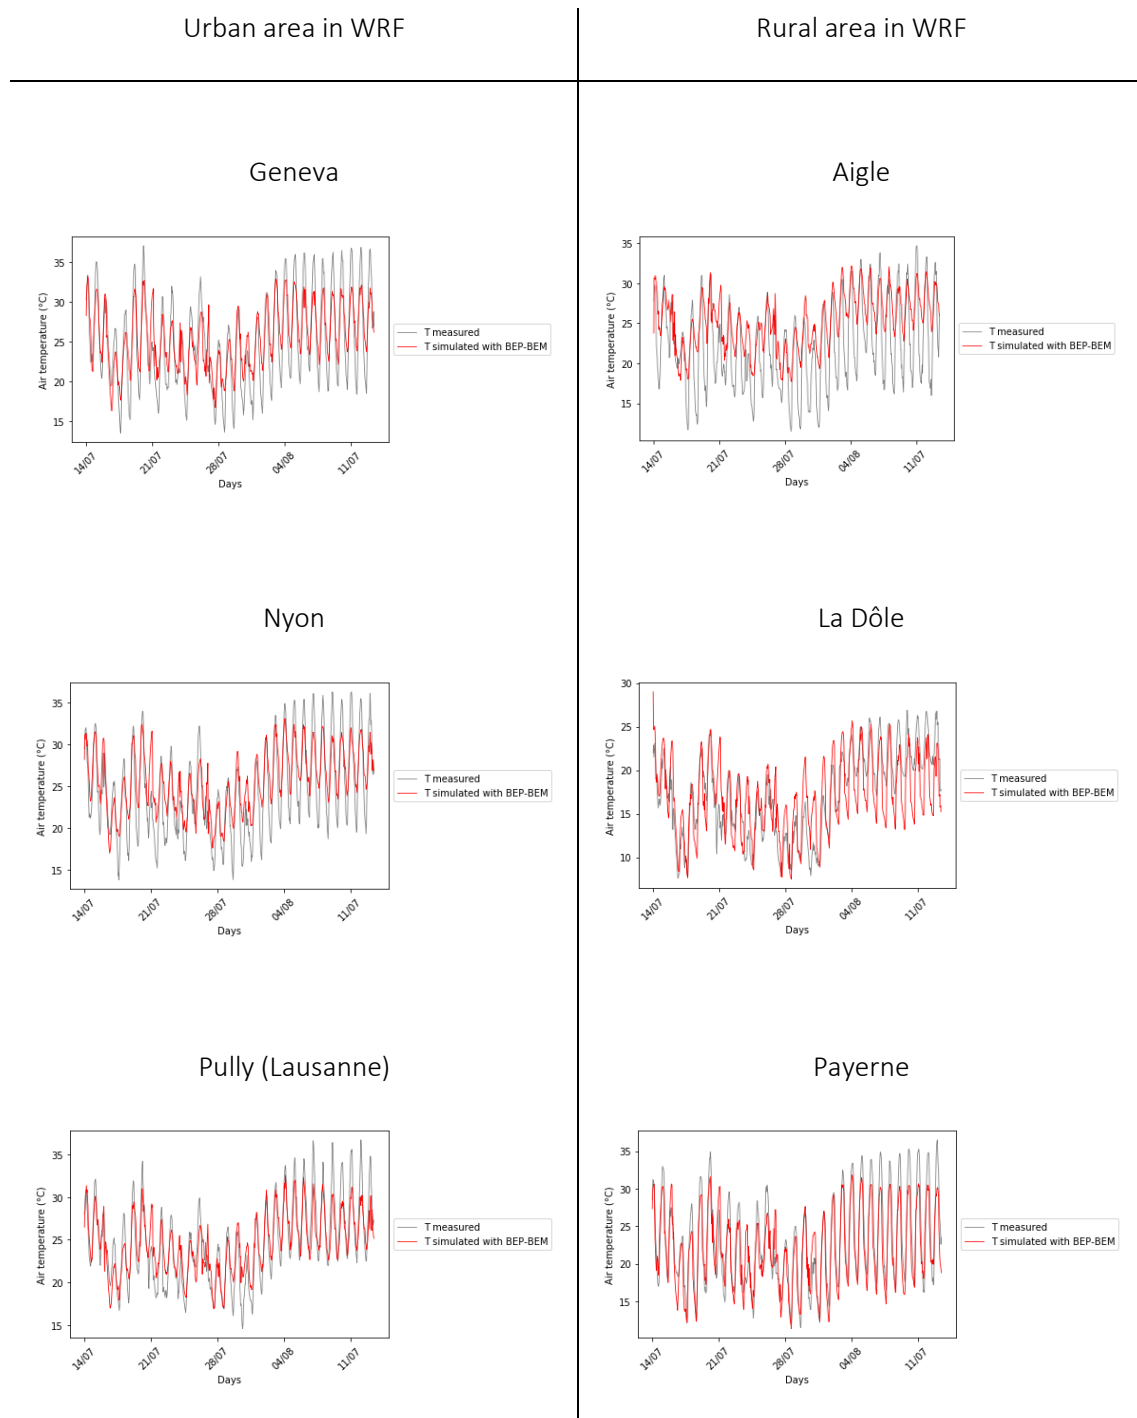 Urban area in WRF
Rural area in WRF
Geneva
Air temperature (°C)
35
30
25
20
15
14/07
21/07
28/07
04/08
11/07
Days
T measured
T simulated with BEP-BEM
Aigle
Air temperature (°C)
35
30
25
20
15
14/07
21/07
28/07
04/08
11/07
Days
T measured
T simulated with BEP-BEM
Nyon
Air temperature (°C)
35
30
25
20
15
14/07
21/07
28/07
04/08
11/07
Days
T measured
T simulated with BEP-BEM
La Dôle
Air temperature (°C)
30
25
20
15
10
14/07
21/07
28/07
04/08
11/07
Days
T measured
T simulated with BEP-BEM
Pully (Lausanne)
Air temperature (°C)
35
30
25
20
15
14/07
21/07
28/07
04/08
11/07
Days
T measured
T simulated with BEP-BEM
Payerne
Air temperature (°C)
35
30
25
20
15
14/07
21/07
28/07
04/08
11/07
Days
T measured
T simulated with BEP-BEM